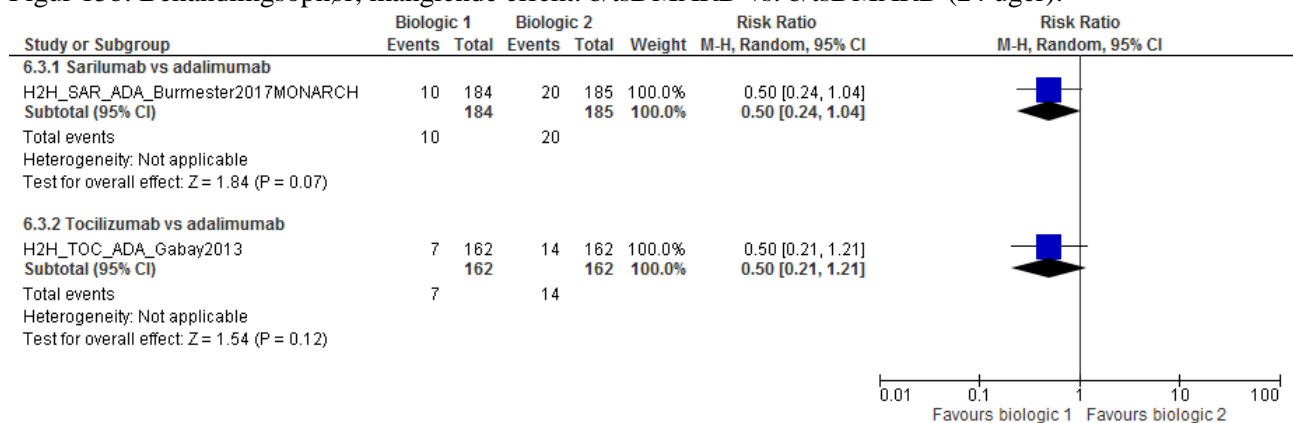 Biologic 1 Biologic 2 Risk Ratio Risk Ratio
Study or Subgroup Events Total Events Total Weight M-H, Random, 95% CI M-H, Random, 95% CI
6.3.1 Sarilumab vs adalimumab
H2H_SAR_ADA_Burmester2017MONARCH 10 184 20 185 100.0% 0.50 [0.24, 1.04]
Subtotal (95% CI) 184 185 100.0% 0.50 [0.24, 1.04]
Total events 10 20
Heterogeneity: Not applicable
Test for overall effect: Z = 1.84 (P = 0.07)
6.3.2 Tocilizumab vs adalimumab
H2H_TOC_ADA_Gabay2013 7 162 14 162 100.0% 0.50 [0.21, 1.21]
Subtotal (95% CI) 162 162 100.0% 0.50 [0.21, 1.21]
Total events 7 14
Heterogeneity: Not applicable
Test for overall effect: Z = 1.54 (P = 0.12)
0.01 0.1 1 10 100
Favours biologic 1 Favours biologic 2